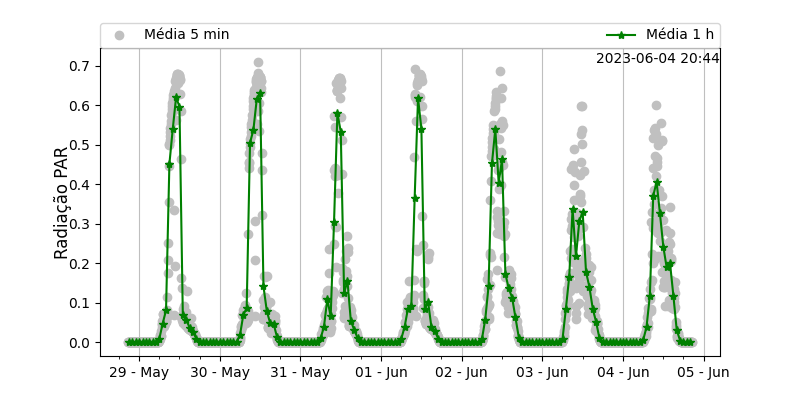 Média 5 min
Média 1 h
2023-06-04 20:44
Radiação PAR
0.7
0.6
0.5
0.4
0.3
0.2
0.1
0.0
29 - May
30 - May
31 - May
01 - Jun
02 - Jun
03 - Jun
04 - Jun
05 - Jun